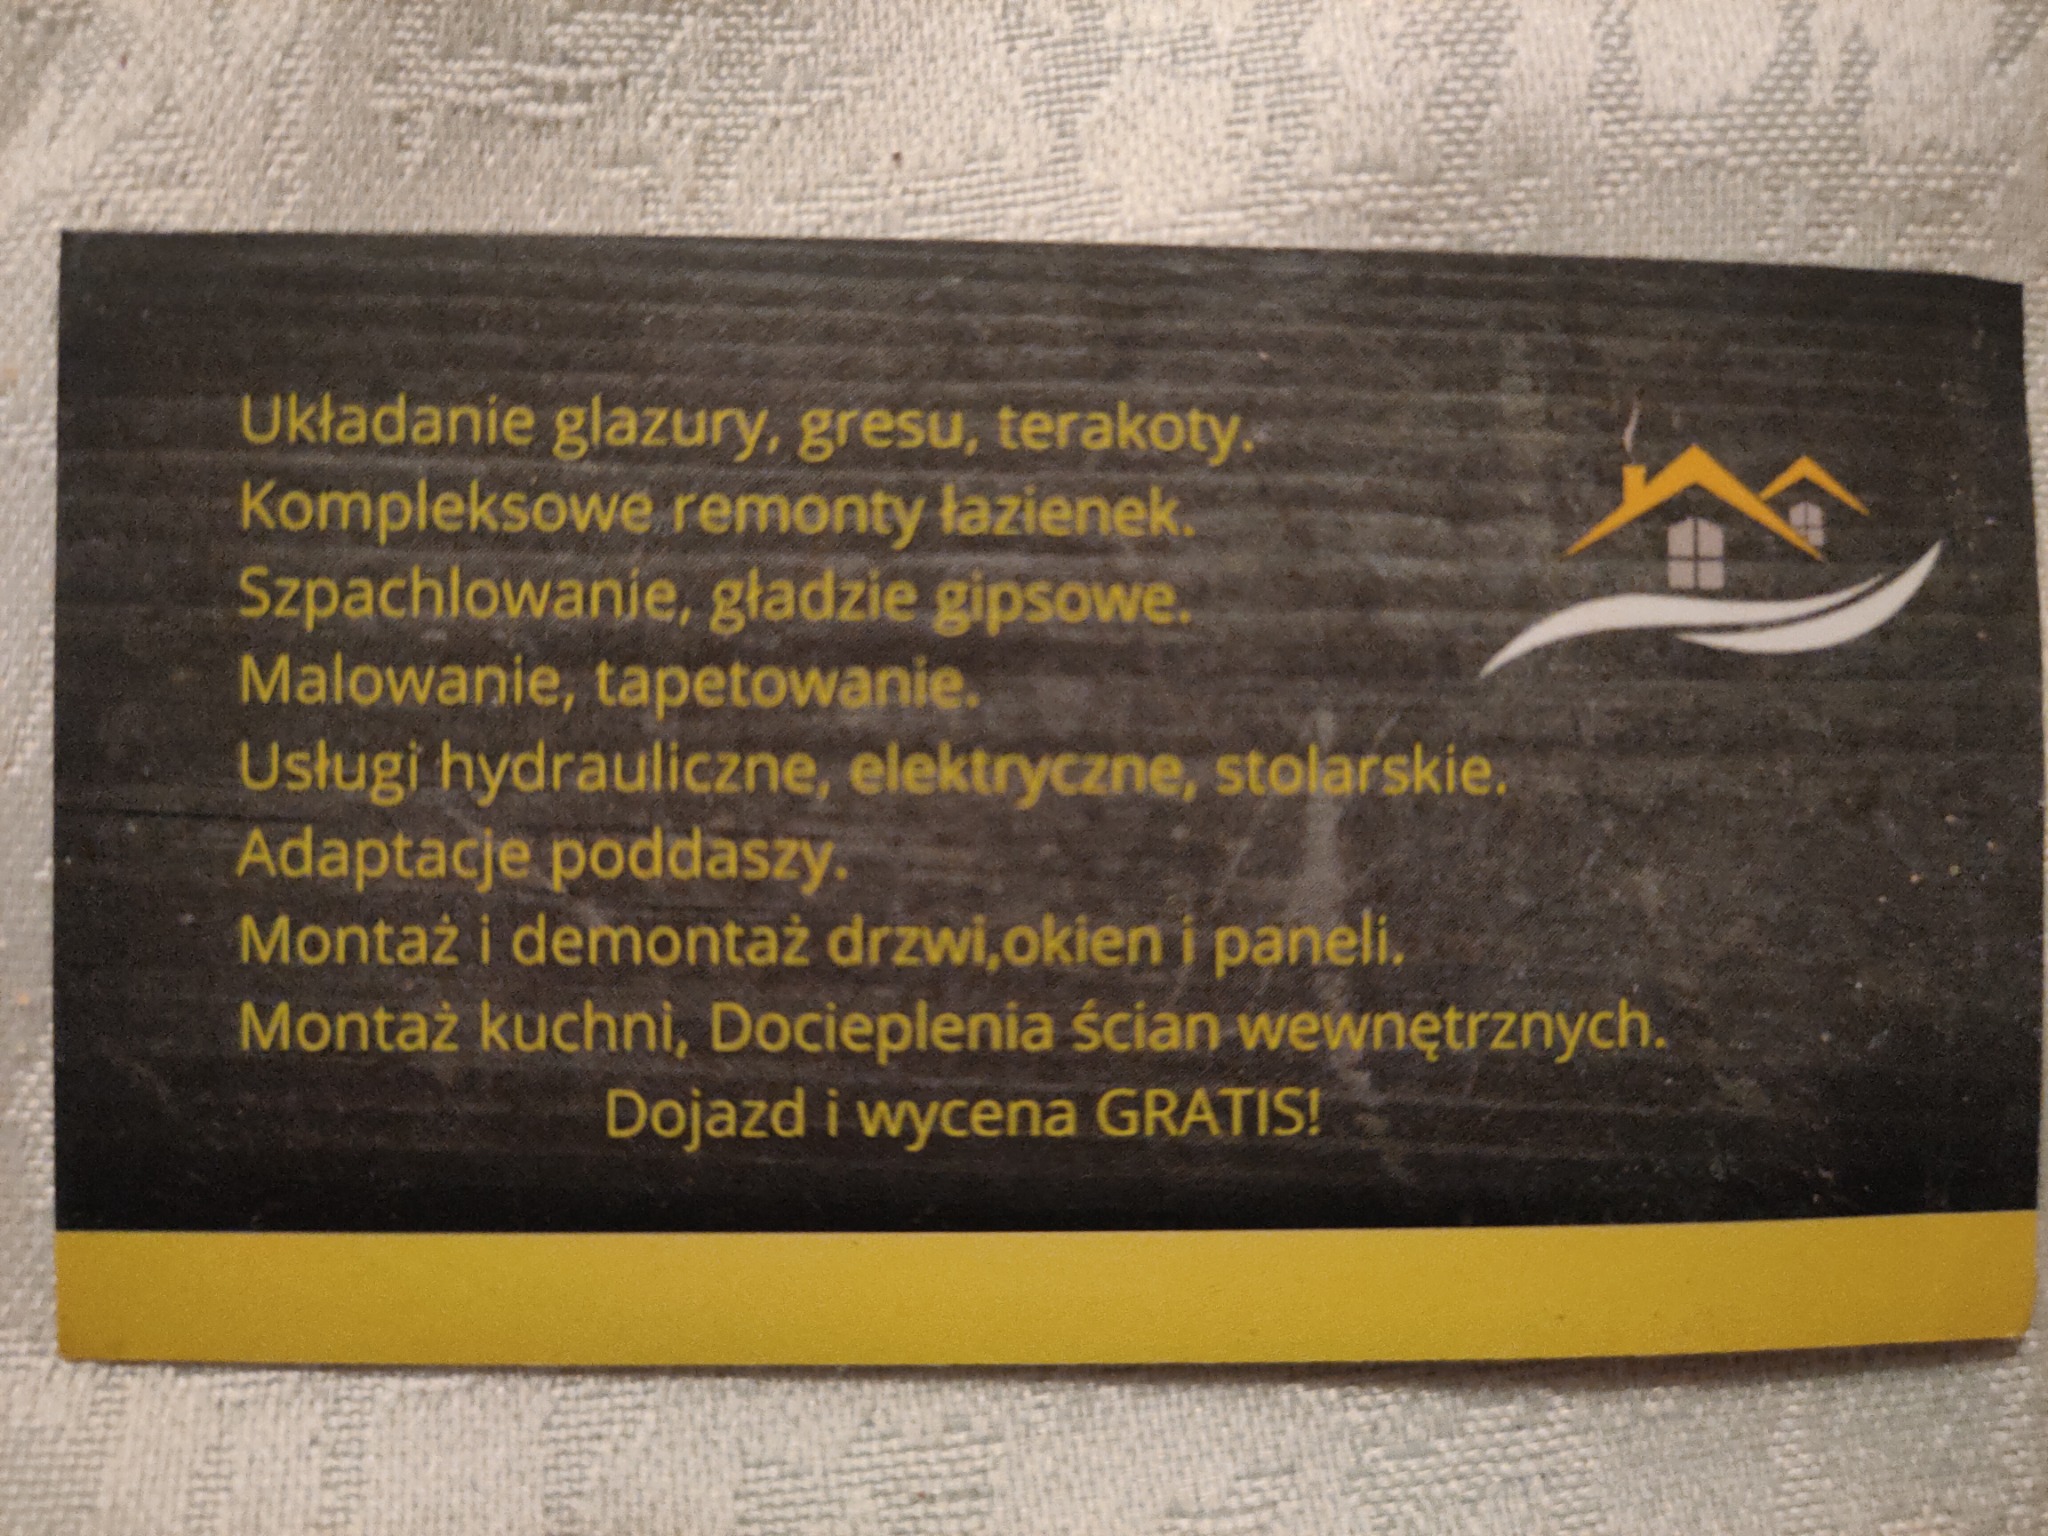 Układanie glazury, gresu, terakoty.
Kompleksowe remonty łazienek.
Szpachlowanie, gładzie gipsowe.
Malowanie, tapetowanie.
Usługi hydrauliczne, elektryczne, stolarskie.
Adaptacje poddaszy.
Montaż i demontaż drzwi,okien i paneli.
Montaż kuchni, Docieplenia ścian wewnętrznych.
Dojazd i wycena GRATIS!